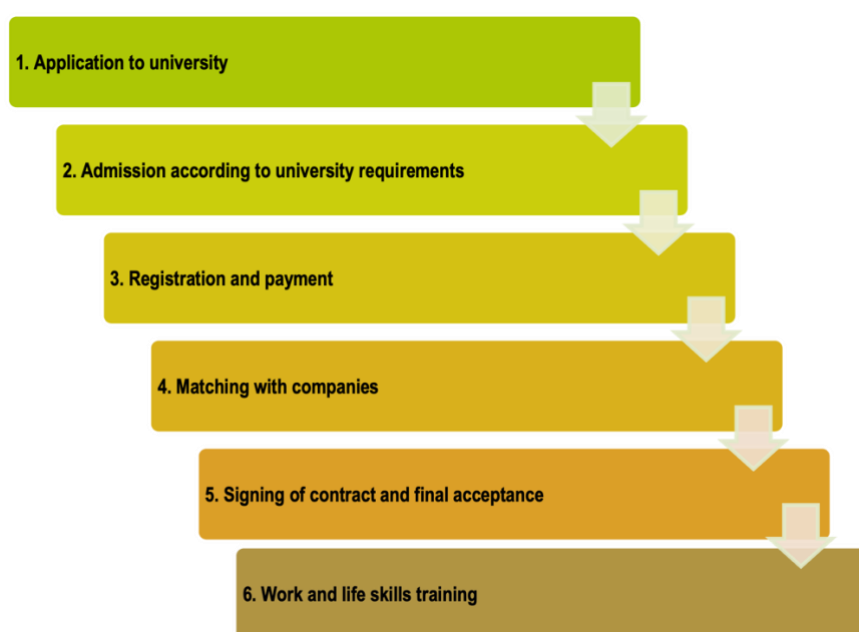 1. Application to university
2. Admission according to university requirements
3. Registration and payment
4. Matching with companies
5. Signing of contract and final acceptance
6. Work and life skills training